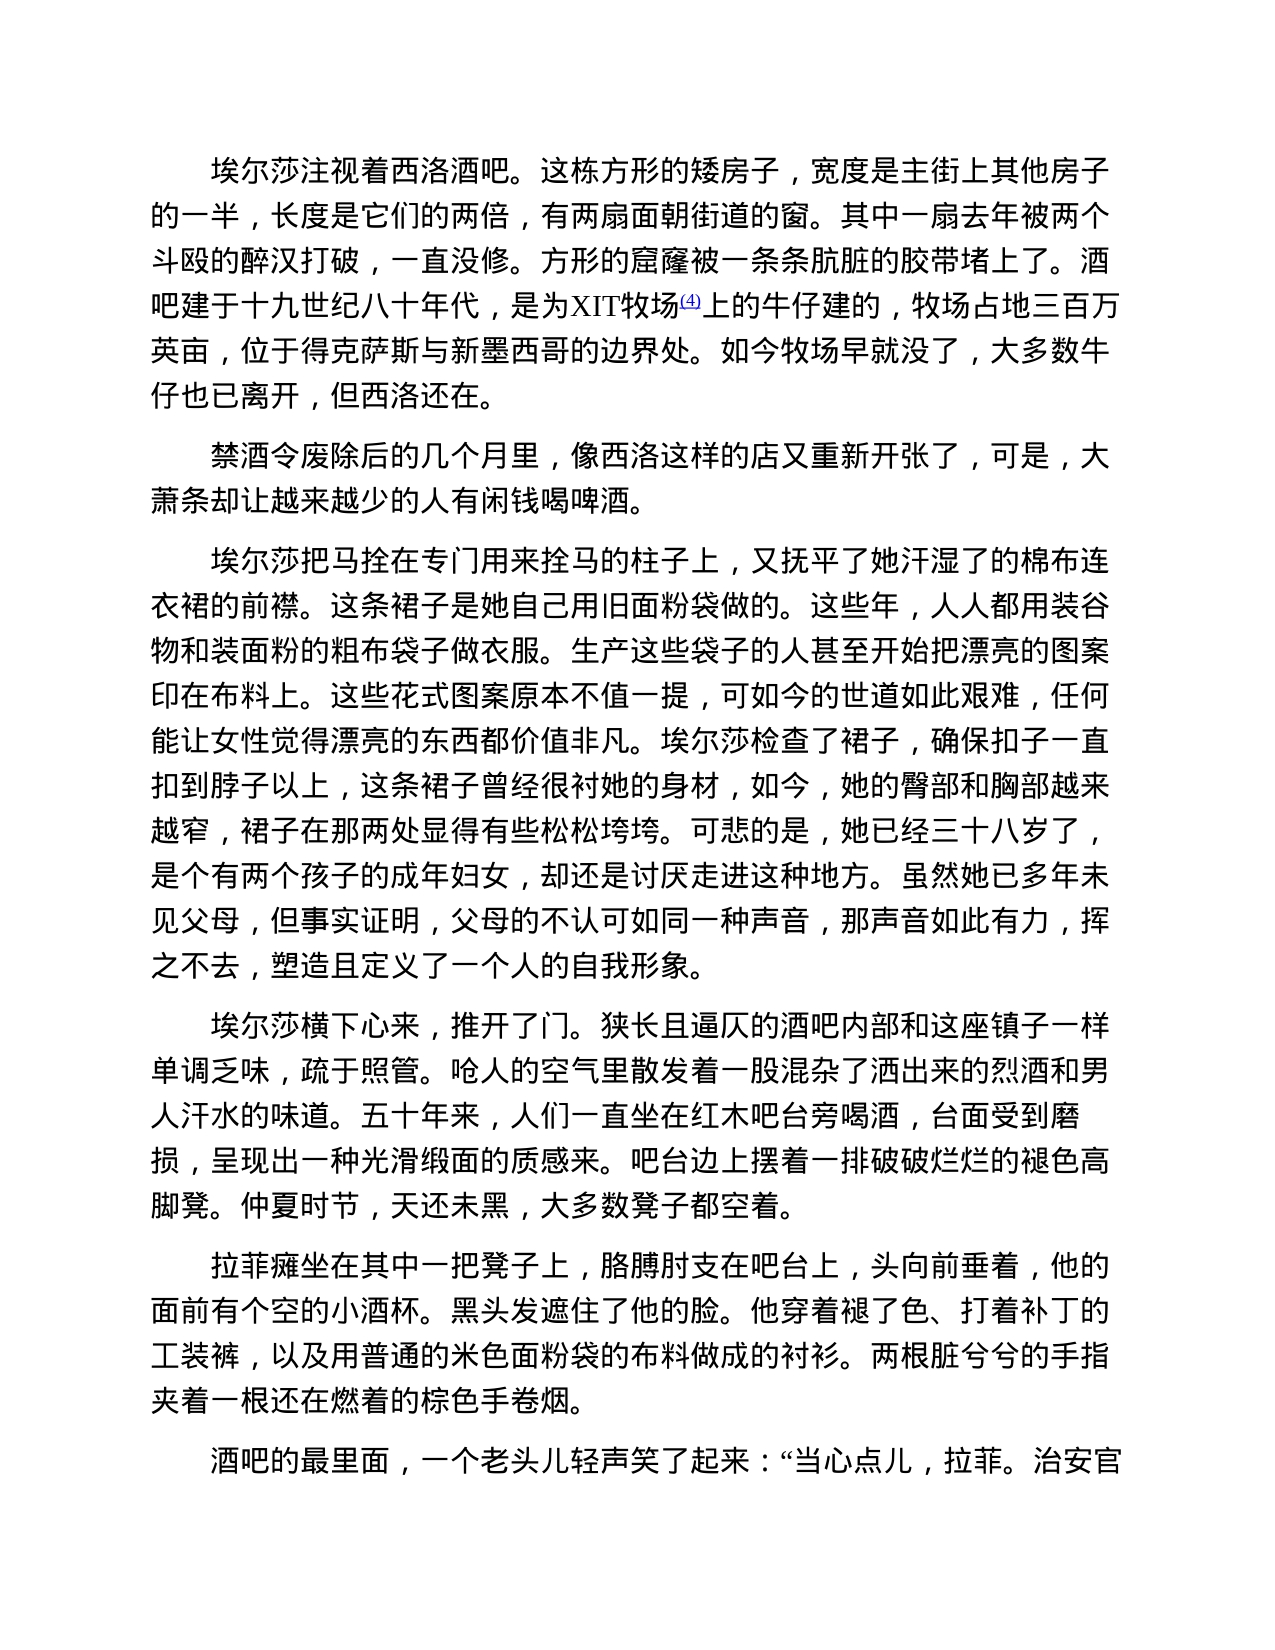 埃尔莎注视着西洛酒吧。这栋方形的矮房子，宽度是主街上其他房子
的一半，长度是它们的两倍，有两扇面朝街道的窗。其中一扇去年被两个
斗殴的醉汉打破，一直没修。方形的窟窿被一条条肮脏的胶带堵上了。酒
吧建于十九世纪八十年代，是为XIT牧场(4)上的牛仔建的，牧场占地三百万
英亩，位于得克萨斯与新墨西哥的边界处。如今牧场早就没了，大多数牛
仔也已离开，但西洛还在。
禁酒令废除后的几个月里，像西洛这样的店又重新开张了，可是，大
萧条却让越来越少的人有闲钱喝啤酒。
埃尔莎把马拴在专门用来拴马的柱子上，又抚平了她汗湿了的棉布连
衣裙的前襟。这条裙子是她自己用旧面粉袋做的。这些年，人人都用装谷
物和装面粉的粗布袋子做衣服。生产这些袋子的人甚至开始把漂亮的图案
印在布料上。这些花式图案原本不值一提，可如今的世道如此艰难，任何
能让女性觉得漂亮的东西都价值非凡。埃尔莎检查了裙子，确保扣子一直
扣到脖子以上，这条裙子曾经很衬她的身材，如今，她的臀部和胸部越来
越窄，裙子在那两处显得有些松松垮垮。可悲的是，她已经三十八岁了，
是个有两个孩子的成年妇女，却还是讨厌走进这种地方。虽然她已多年未
见父母，但事实证明，父母的不认可如同一种声音，那声音如此有力，挥
之不去，塑造且定义了一个人的自我形象。
埃尔莎横下心来，推开了门。狭长且逼仄的酒吧内部和这座镇子一样
单调乏味，疏于照管。呛人的空气里散发着一股混杂了洒出来的烈酒和男
人汗水的味道。五十年来，人们一直坐在红木吧台旁喝酒，台面受到磨
损，呈现出一种光滑缎面的质感来。吧台边上摆着一排破破烂烂的褪色高
脚凳。仲夏时节，天还未黑，大多数凳子都空着。
拉菲瘫坐在其中一把凳子上，胳膊肘支在吧台上，头向前垂着，他的
面前有个空的小酒杯。黑头发遮住了他的脸。他穿着褪了色、打着补丁的
工装裤，以及用普通的米色面粉袋的布料做成的衬衫。两根脏兮兮的手指
夹着一根还在燃着的棕色手卷烟。
酒吧的最里面，一个老头儿轻声笑了起来：“当心点儿，拉菲。治安官